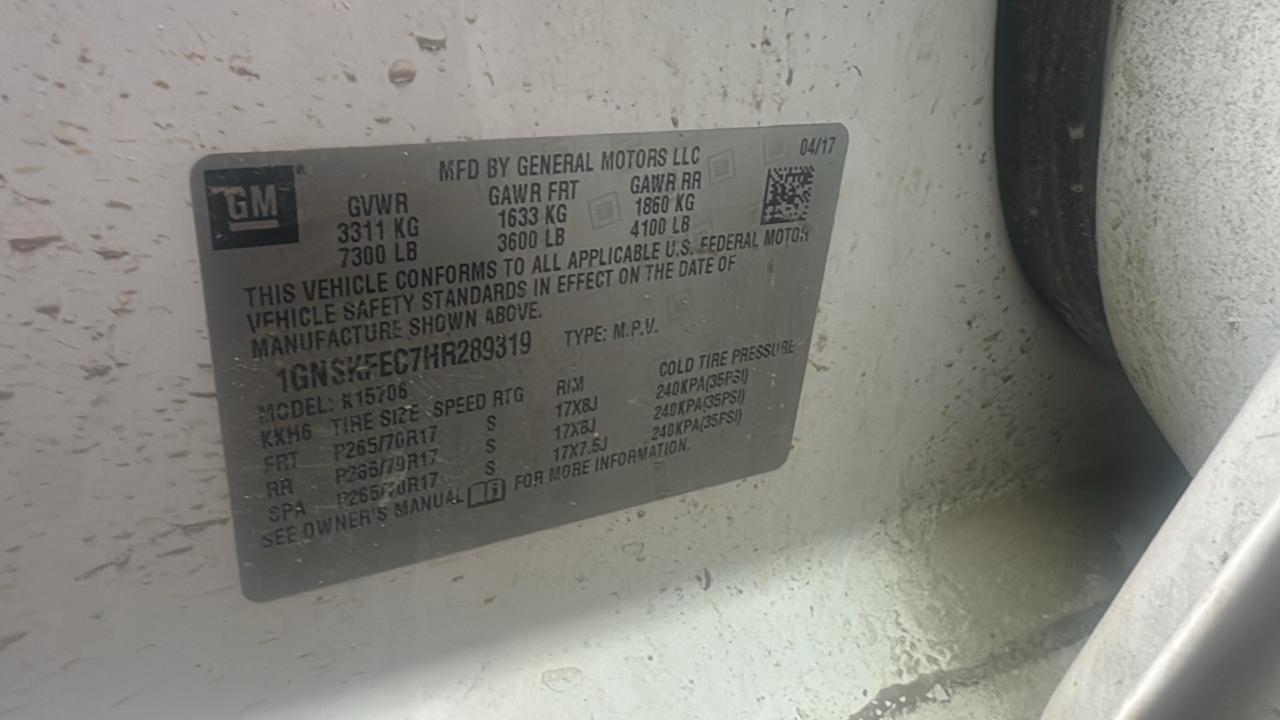 GM
MFD BY GENERAL MOTORS LLC 04/17
GVWR GAWR FRT GAWR RR
3311 KG 1633 KG 1860 KG
7300 LB 3600 LB 4100 LB
THIS VEHICLE CONFORMS TO ALL APPLICABLE U.S. FEDERAL MOTOR
VEHICLE SAFETY STANDARDS IN EFFECT ON THE DATE OF
MANUFACTURE SHOWN ABOVE.
1GNSKFEC7HR289319 TYPE: M.P.V.
MODEL: K15706
KKH6 TIRE SIZE SPEED RTG RIM COLD TIRE PRESSURE
FRT P265/70R17 S 17X8J 240KPA(35PSI)
RR P265/70R17 S 17X8J 240KPA(35PSI)
SPA P265/70R17 S 17X7.5J 240KPA(35PSI)
SEE OWNER'S MANUAL FOR MORE INFORMATION.